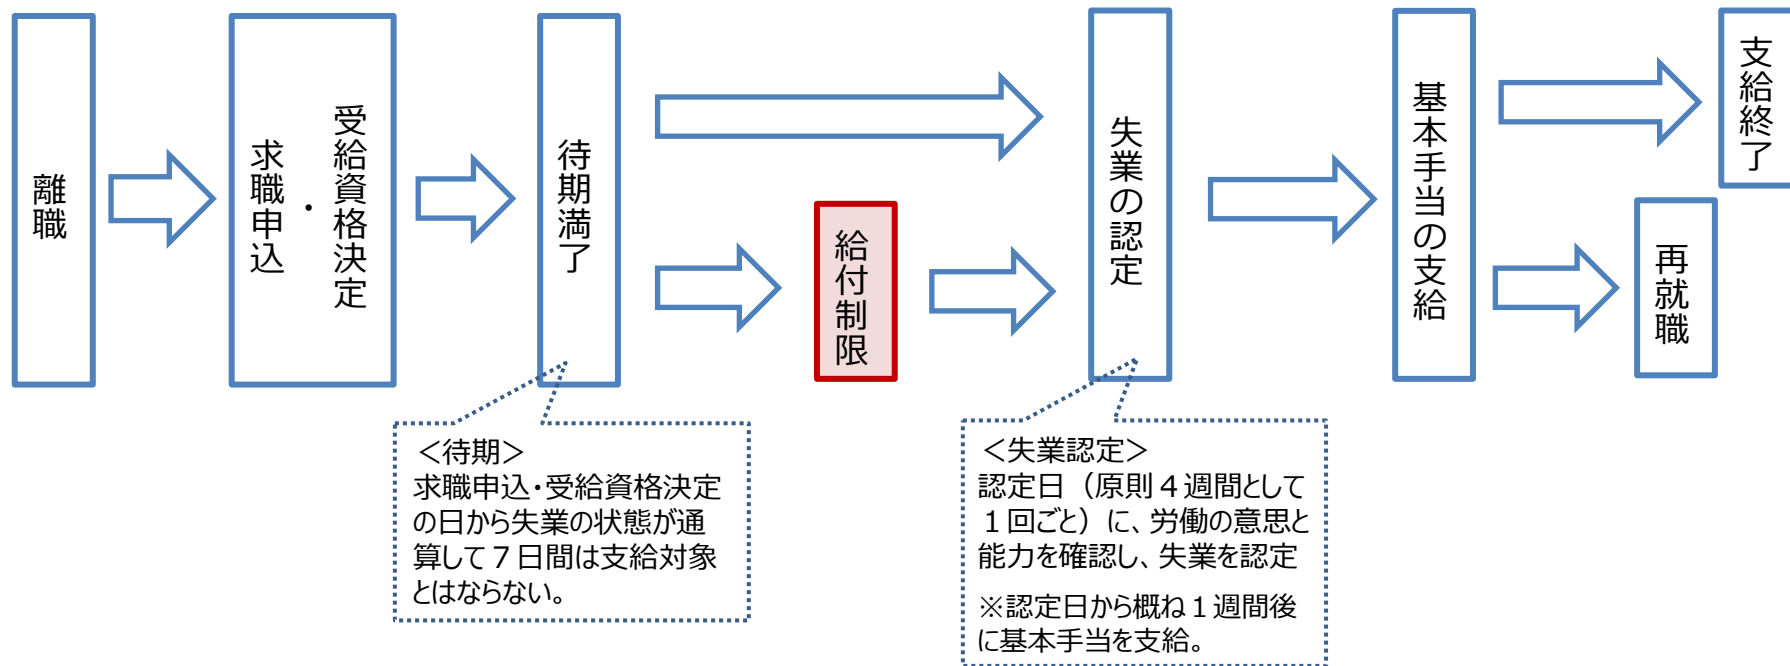 離職
求職申込
・
受給資格決定
待期満了
給付制限
失業の認定
基本手当の支給
支給終了
再就職
＜待期＞
求職申込・受給資格決定
の日から失業の状態が通
算して７日間は支給対象
とはならない。
＜失業認定＞
認定日（原則４週間として
１回ごと）に、労働の意思と
能力を確認し、失業を認定
※認定日から概ね１週間後
に基本手当を支給。